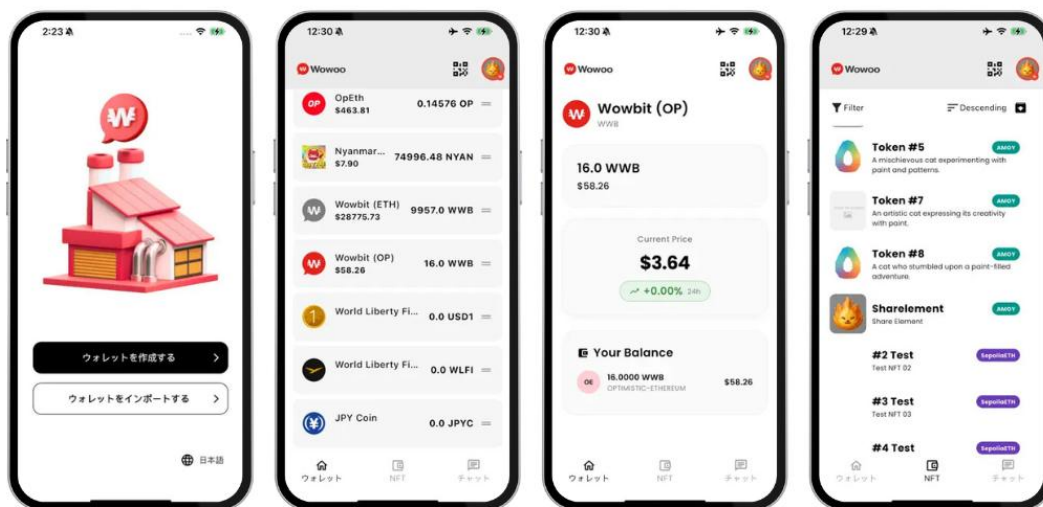 2:23
W
ウォレットを作成する
ウォレットをインポートする
日本語
12:30
Wowoo
OP
OpEth
$463.81
0.14576 OP
Nyanmar...
$7.90
74996.48 NYAN
Wowbit (ETH)
$28775.73
9957.0 WWB
Wowbit (OP)
$58.26
16.0 WWB
World Liberty Fi...
0.0 USD1
World Liberty Fi...
0.0 WLFI
JPY Coin
0.0 JPYC
ウォレット
NFT
チャット
12:30
Wowoo
Wowbit (OP)
WWB
16.0 WWB
$58.26
Current Price
$3.64
+0.00% 24h
Your Balance
OE
16.0000 WWB
OPTIMISTIC-ETHEREUM
$58.26
ウォレット
NFT
チャット
12:29
Wowoo
Filter
Descending
Token #5
AMOY
A mischievous cat experimenting with
paint and patterns.
Token #7
AMOY
An artistic cat expressing its creativity
with paint.
Token #8
AMOY
A cat who stumbled upon a paint-filled
adventure.
Sharelement
AMOY
Share Element
#2 Test
SepoliaETH
Test NFT 02
#3 Test
SepoliaETH
Test NFT 03
#4 Test
SepoliaETH
ウォレット
NFT
チャット